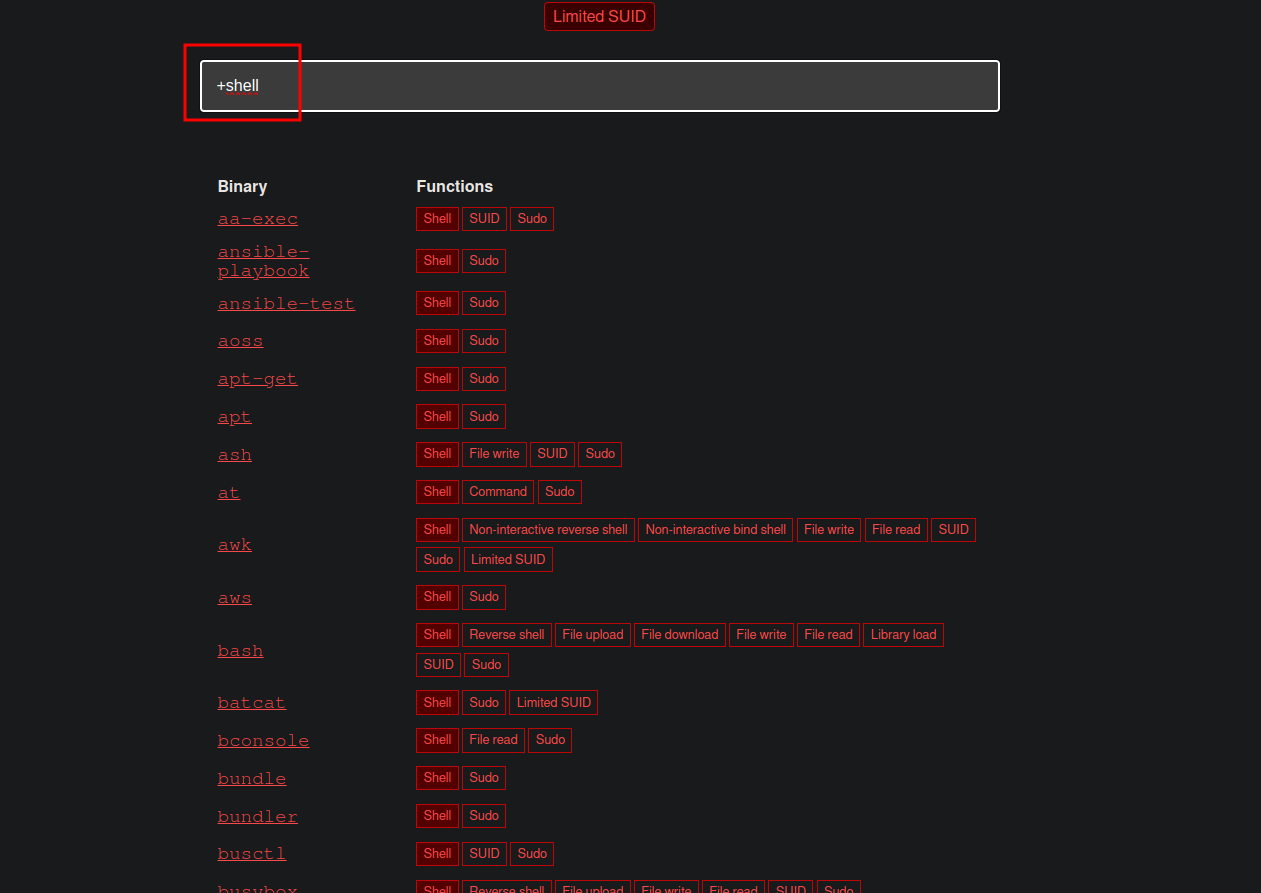 Limited SUID
+shell
Binary Functions
aa-exec Shell SUID Sudo
ansible-
playbook Shell Sudo
ansible-test Shell Sudo
aoss Shell Sudo
apt-get Shell Sudo
apt Shell Sudo
ash Shell File write SUID Sudo
at Shell Command Sudo
awk Shell Non-interactive reverse shell Non-interactive bind shell File write File read SUID
Sudo Limited SUID
aws Shell Sudo
bash Shell Reverse shell File upload File download File write File read Library load
SUID Sudo
batcat Shell Sudo Limited SUID
bconsole Shell File read Sudo
bundle Shell Sudo
bundler Shell Sudo
busctl Shell SUID Sudo
busybox Shell Reverse shell File upload File write File read SUID Sudo